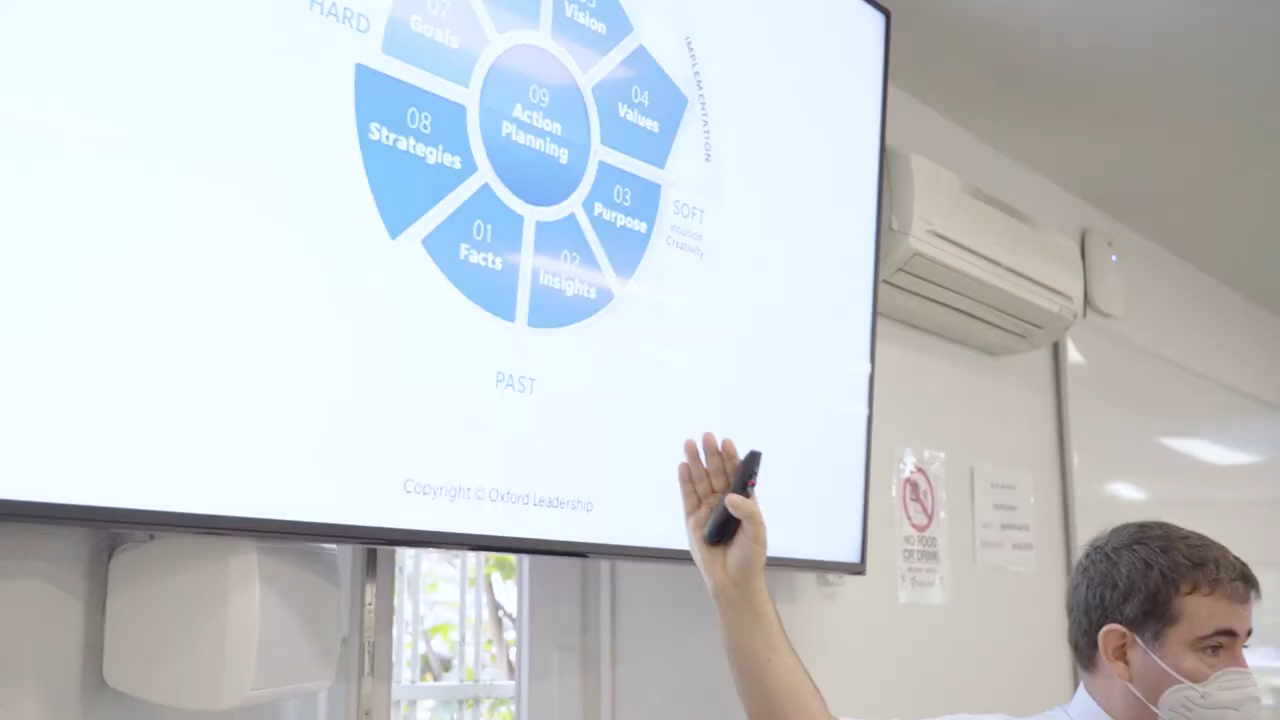 HARD
07
Goals
Vision
04
Values
IMPLEMENTATION
09
Action
Planning
08
Strategies
03
Purpose
SOFT
Intuition
Creativity
01
Facts
02
Insights
PAST
Copyright © Oxford Leadership
NO FOOD
OR DRINK